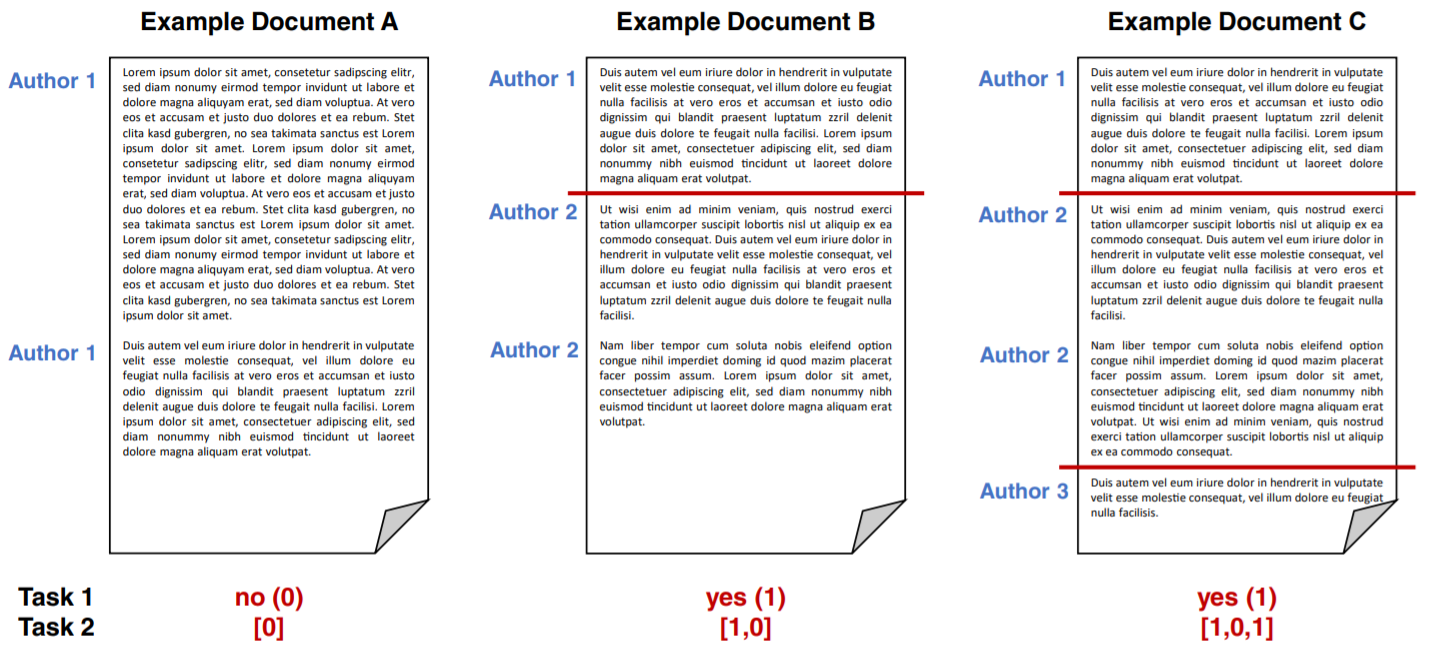 Example Document A
Author 1
Lorem ipsum dolor sit amet, consetetur sadipscing elitr,
sed diam nonumy eirmod tempor invidunt ut labore et
dolore magna aliquyam erat, sed diam voluptua. At vero
eos et accusam et justo duo dolores et ea rebum. Stet
clita kasd gubergren, no sea takimata sanctus est Lorem
ipsum dolor sit amet. Lorem ipsum dolor sit amet,
consetetur sadipscing elitr, sed diam nonumy eirmod
tempor invidunt ut labore et dolore magna aliquyam
erat, sed diam voluptua. At vero eos et accusam et justo
duo dolores et ea rebum. Stet clita kasd gubergren, no
sea takimata sanctus est Lorem ipsum dolor sit amet.
Lorem ipsum dolor sit amet, consetetur sadipscing elitr,
sed diam nonumy eirmod tempor invidunt ut labore et
dolore magna aliquyam erat, sed diam voluptua. At vero
eos et accusam et justo duo dolores et ea rebum. Stet
clita kasd gubergren, no sea takimata sanctus est Lorem
ipsum dolor sit amet.
Author 1
Duis autem vel eum iriure dolor in hendrerit in vulputate
velit esse molestie consequat, vel illum dolore eu
feugiat nulla facilisis at vero eros et accumsan et iusto
odio dignissim qui blandit praesent luptatum zzril
delenit augue duis dolore te feugait nulla facilisi. Lorem
ipsum dolor sit amet, consectetuer adipiscing elit, sed
diam nonummy nibh euismod tincidunt ut laoreet
dolore magna aliquam erat volutpat.
Example Document B
Author 1
Duis autem vel eum iriure dolor in hendrerit in vulputate
velit esse molestie consequat, vel illum dolore eu feugiat
nulla facilisis at vero eros et accumsan et iusto odio
dignissim qui blandit praesent luptatum zzril delenit
augue duis dolore te feugait nulla facilisi. Lorem ipsum
dolor sit amet, consectetuer adipiscing elit, sed diam
nonummy nibh euismod tincidunt ut laoreet dolore
magna aliquam erat volutpat.
Author 2
Ut wisi enim ad minim veniam, quis nostrud exerci
tation ullamcorper suscipit lobortis nisl ut aliquip ex ea
commodo consequat. Duis autem vel eum iriure dolor in
hendrerit in vulputate velit esse molestie consequat, vel
illum dolore eu feugiat nulla facilisis at vero eros et
accumsan et iusto odio dignissim qui blandit praesent
luptatum zzril delenit augue duis dolore te feugait nulla
facilisi.
Author 2
Nam liber tempor cum soluta nobis eleifend option
congue nihil imperdiet doming id quod mazim placerat
facer possim assum. Lorem ipsum dolor sit amet,
consectetuer adipiscing elit, sed diam nonummy nibh
euismod tincidunt ut laoreet dolore magna aliquam erat
volutpat.
Example Document C
Author 1
Duis autem vel eum iriure dolor in hendrerit in vulputate
velit esse molestie consequat, vel illum dolore eu feugiat
nulla facilisis at vero eros et accumsan et iusto odio
dignissim qui blandit praesent luptatum zzril delenit
augue duis dolore te feugait nulla facilisi. Lorem ipsum
dolor sit amet, consectetuer adipiscing elit, sed diam
nonummy nibh euismod tincidunt ut laoreet dolore
magna aliquam erat volutpat.
Author 2
Ut wisi enim ad minim veniam, quis nostrud exerci
tation ullamcorper suscipit lobortis nisl ut aliquip ex ea
commodo consequat. Duis autem vel eum iriure dolor in
hendrerit in vulputate velit esse molestie consequat, vel
illum dolore eu feugiat nulla facilisis at vero eros et
accumsan et iusto odio dignissim qui blandit praesent
luptatum zzril delenit augue duis dolore te feugait nulla
facilisi.
Author 2
Nam liber tempor cum soluta nobis eleifend option
congue nihil imperdiet doming id quod mazim placerat
facer possim assum. Lorem ipsum dolor sit amet,
consectetuer adipiscing elit, sed diam nonummy nibh
euismod tincidunt ut laoreet dolore magna aliquam erat
volutpat. Ut wisi enim ad minim veniam, quis nostrud
exerci tation ullamcorper suscipit lobortis nisl ut aliquip
ex ea commodo consequat.
Author 3
Duis autem vel eum iriure dolor in hendrerit in vulputate
velit esse molestie consequat, vel illum dolore eu feugiat
nulla facilisis.
Task 1 no (0) yes (1) yes (1)
Task 2 [0] [1,0] [1,0,1]